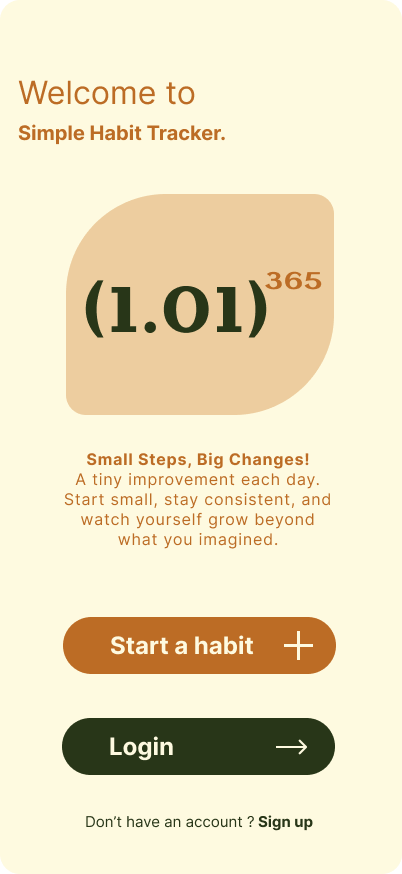 Welcome to
Simple Habit Tracker.
(1.01)³⁶⁵
Small Steps, Big Changes!
A tiny improvement each day.
Start small, stay consistent, and
watch yourself grow beyond
what you imagined.
Start a habit
Login
Don’t have an account ? Sign up